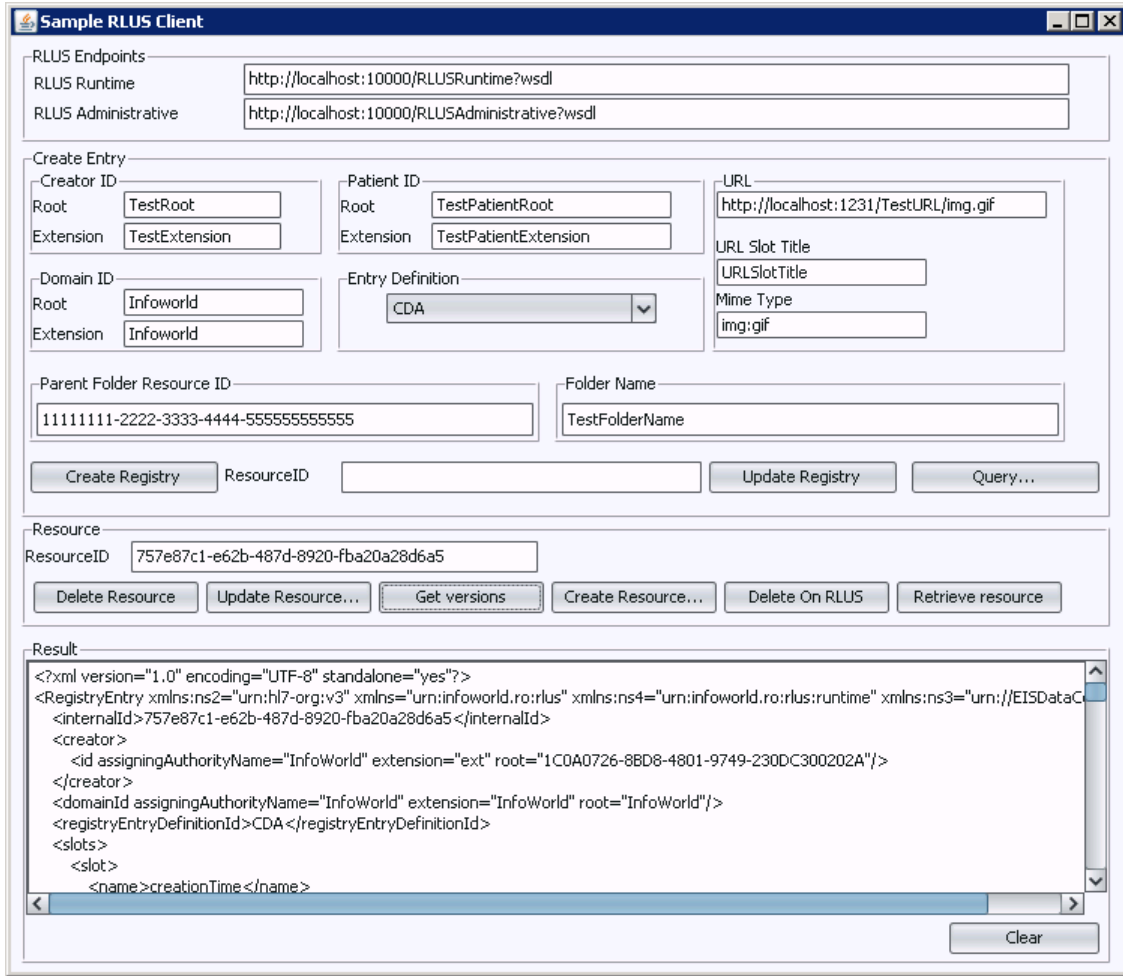 Sample RLUS Client
RLUS Endpoints
RLUS Runtime http://localhost:10000/RLUSRuntime?wsdl
RLUS Administrative http://localhost:10000/RLUSAdministrative?wsdl
Create Entry
Creator ID
Root TestRoot
Extension TestExtension
Patient ID
Root TestPatientRoot
Extension TestPatientExtension
URL
http://localhost:1231/TestURL/img.gif
URL Slot Title
URLSlotTitle
Mime Type
img:gif
Domain ID
Root Infoworld
Extension Infoworld
Entry Definition
CDA
Parent Folder Resource ID
11111111-2222-3333-4444-555555555555
Folder Name
TestFolderName
Create Registry ResourceID Update Registry Query...
Resource
ResourceID 757e87c1-e62b-487d-8920-fba20a28d6a5
Delete Resource Update Resource... Get versions Create Resource... Delete On RLUS Retrieve resource
Result
<?xml version="1.0" encoding="UTF-8" standalone="yes"?>
<RegistryEntry xmlns:ns2="urn:hl7-org:v3" xmlns="urn:infoworld.ro:rlus" xmlns:ns4="urn:infoworld.ro:rlus:runtime" xmlns:ns3="urn://EISDataC
<internalId>757e87c1-e62b-487d-8920-fba20a28d6a5</internalId>
<creator>
<id assigningAuthorityName="InfoWorld" extension="ext" root="1C0A0726-8BD8-4801-9749-230DC300202A"/>
</creator>
<domainId assigningAuthorityName="InfoWorld" extension="InfoWorld" root="InfoWorld"/>
<registryEntryDefinitionId>CDA</registryEntryDefinitionId>
<slots>
<slot>
<name>creationTime</name>
Clear